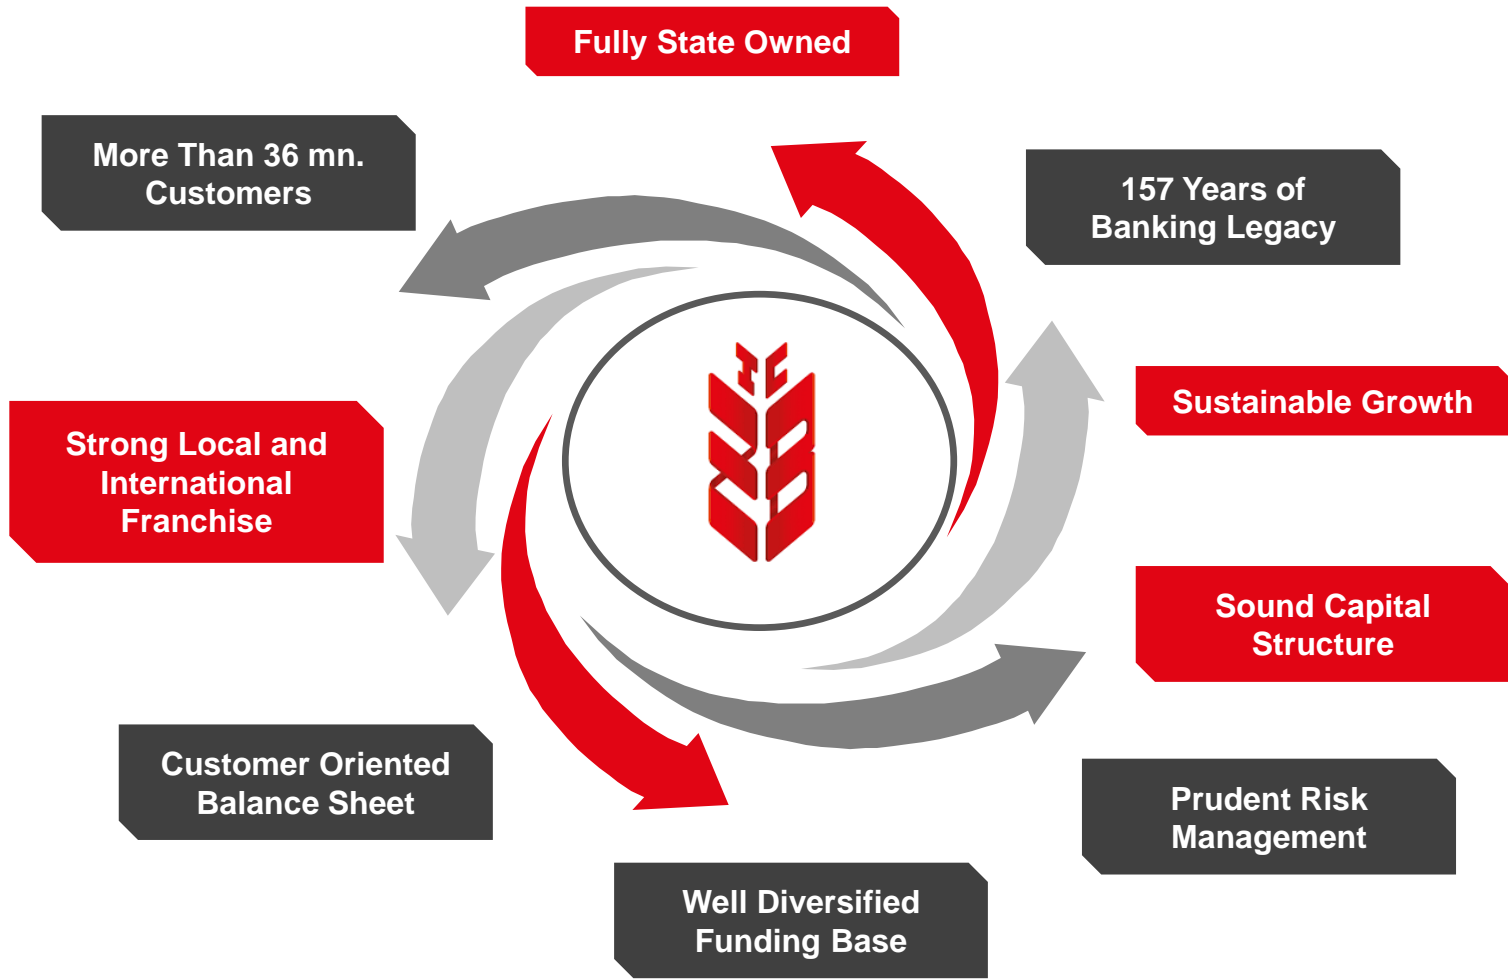 Fully State Owned
More Than 36 mn.
Customers
157 Years of
Banking Legacy
Sustainable Growth
Strong Local and
International
Franchise
Sound Capital
Structure
Customer Oriented
Balance Sheet
Prudent Risk
Management
Well Diversified
Funding Base
TC